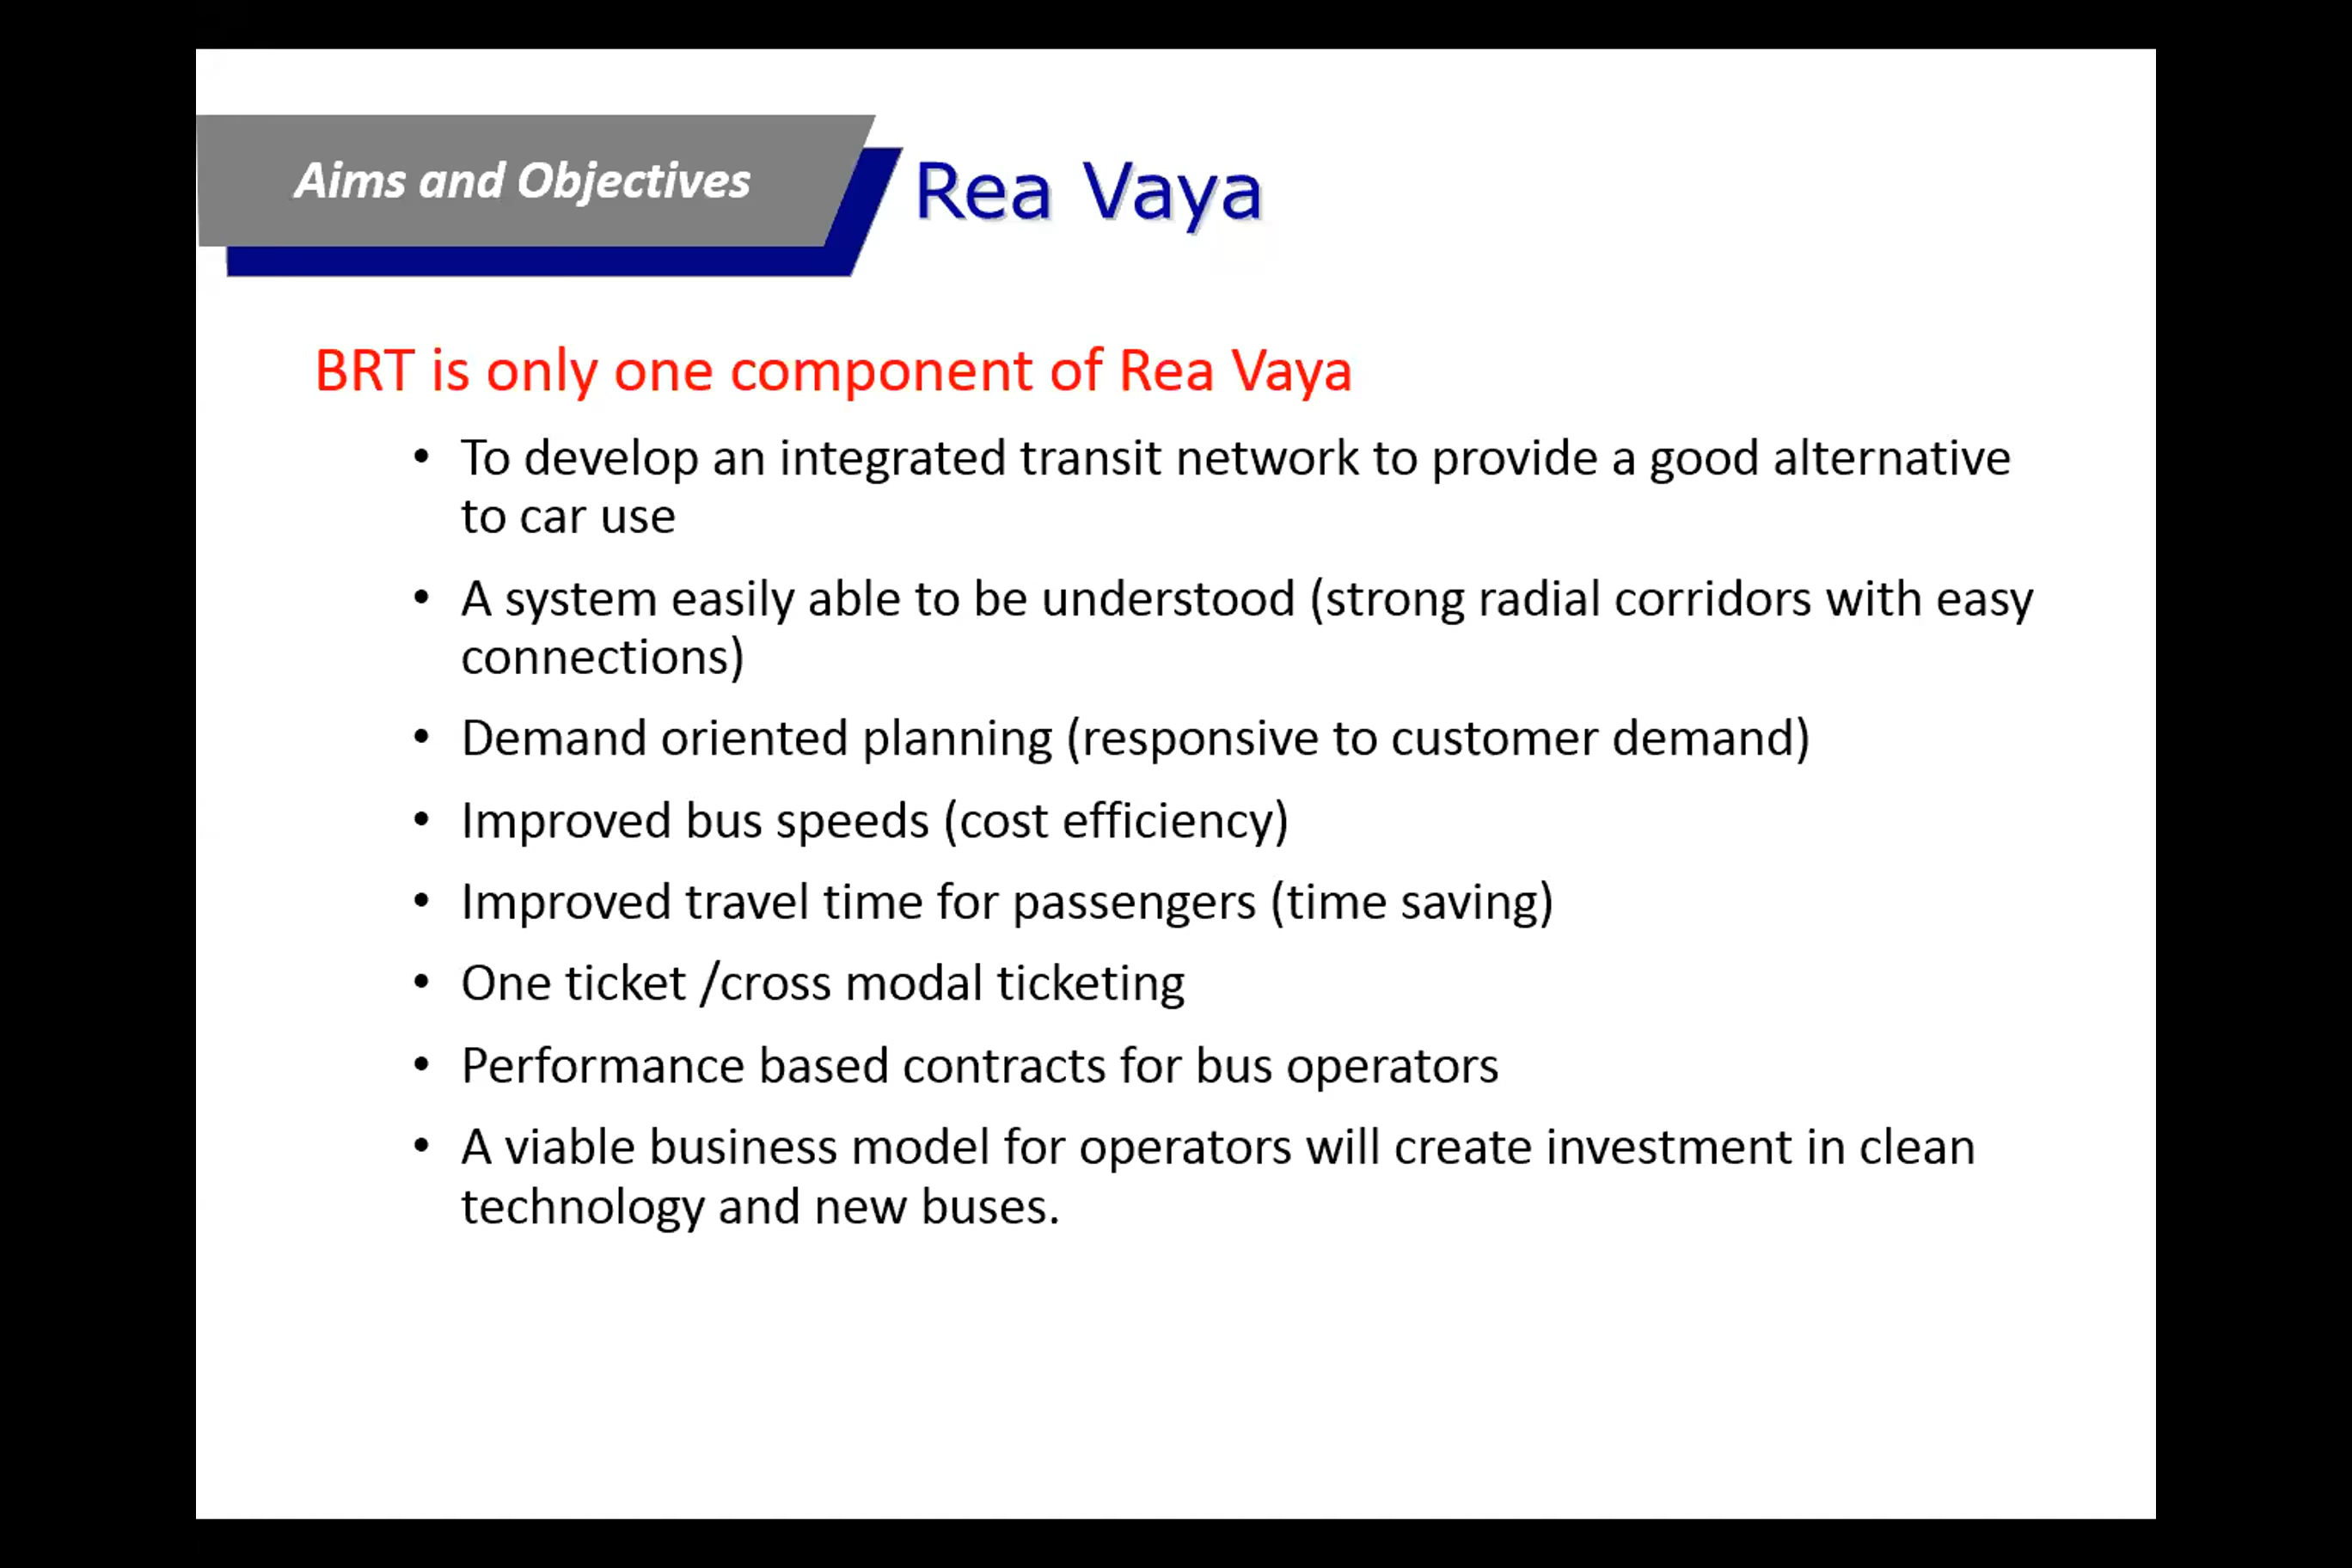 Aims and Objectives
Rea Vaya
BRT is only one component of Rea Vaya
• To develop an integrated transit network to provide a good alternative
to car use
• A system easily able to be understood (strong radial corridors with easy
connections)
• Demand oriented planning (responsive to customer demand)
• Improved bus speeds (cost efficiency)
• Improved travel time for passengers (time saving)
• One ticket /cross modal ticketing
• Performance based contracts for bus operators
• A viable business model for operators will create investment in clean
technology and new buses.